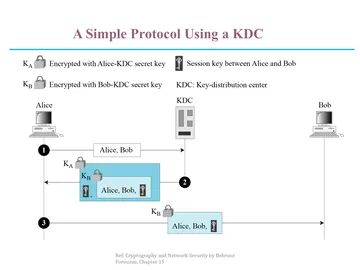 A Simple Protocol Using a KDC
KA Encrypted with Alice-KDC secret key
Session key between Alice and Bob
KB Encrypted with Bob-KDC secret key
KDC: Key-distribution center
Alice
KDC
Bob
1
Alice, Bob
KA
KB
Alice, Bob,
2
KB
3
Alice, Bob,
Ref: Cryptography and Network Security by Behrouz
Forouzan, Chapter 15